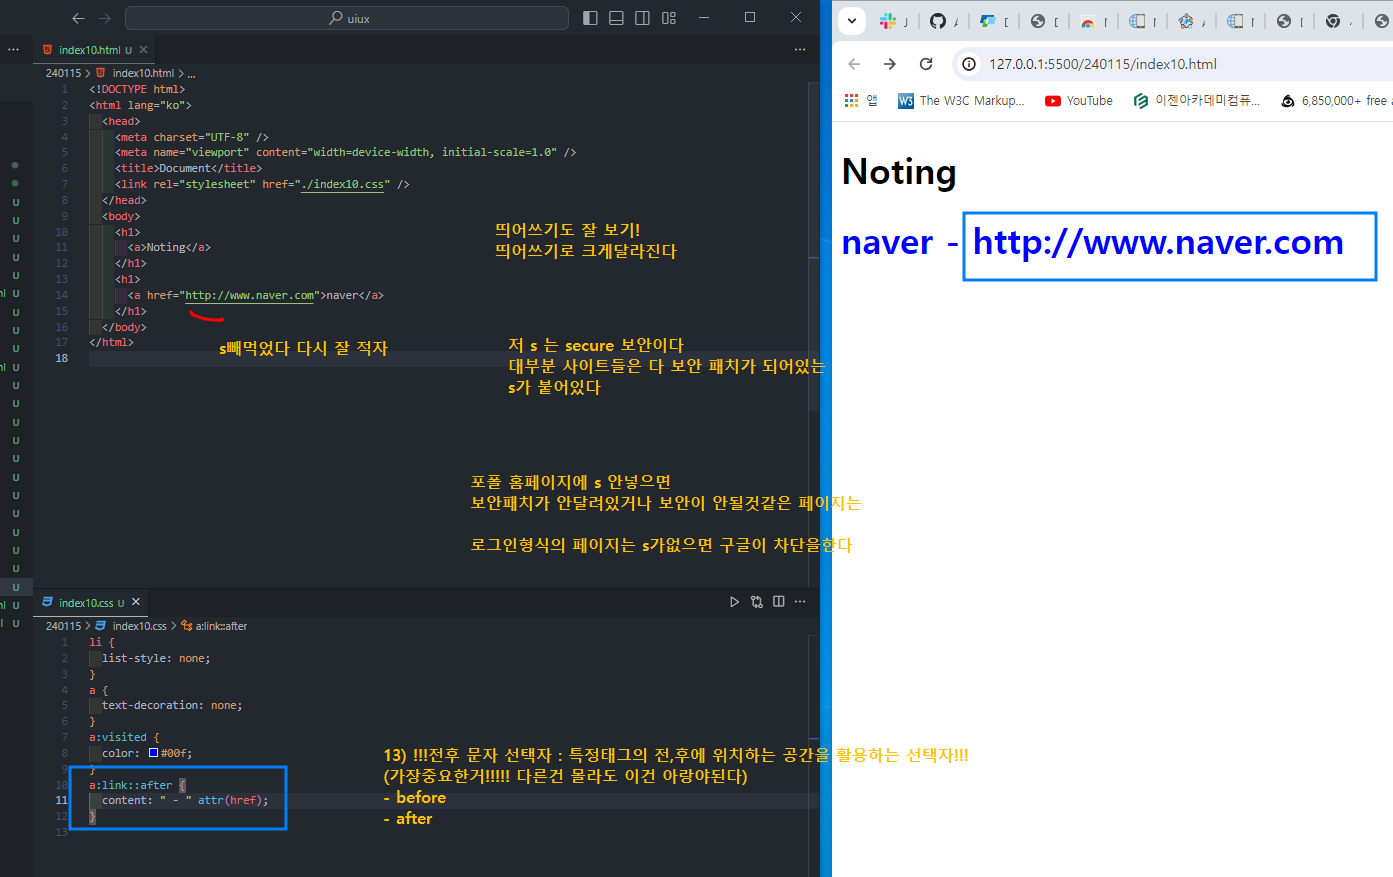 uiux
index10.html U
240115 > index10.html > ...
1 <!DOCTYPE html>
2 <html lang="ko">
3 <head>
4 <meta charset="UTF-8" />
5 <meta name="viewport" content="width=device-width, initial-scale=1.0" />
6 <title>Document</title>
7 <link rel="stylesheet" href="./index10.css" />
8 </head>
9 <body>
10 <h1>
11 <a>Noting</a>
12 </h1>
13 <h1>
14 <a href="http://www.naver.com">naver</a>
15 </h1>
16 </body>
17 </html>
18
띄어쓰기도 잘 보기!
띄어쓰기로 크게달라진다
s빼먹었다 다시 잘 적자
저 s 는 secure 보안이다
대부분 사이트들은 다 보안 패치가 되어있는
s가 붙어있다
포폴 홈페이지에 s 안넣으면
보안패치가 안달려있거나 보안이 안될것같은 페이지는
로그인형식의 페이지는 s가없으면 구글이 차단을한다
index10.css U
240115 > index10.css > a:link::after
1 li {
2 list-style: none;
3 }
4 a {
5 text-decoration: none;
6 }
7 a:visited {
8 color: #00f;
9 }
10 a:link::after {
11 content: " - " attr(href);
12 }
13
13) !!!전후 문자 선택자 : 특정태그의 전,후에 위치하는 공간을 활용하는 선택자!!!
(가장중요한거!!!!! 다른건 몰라도 이건 아랑야된다)
- before
- after
127.0.0.1:5500/240115/index10.html
앱
The W3C Markup...
YouTube
이젠아카데미컴퓨...
6,850,000+ free
Noting
naver - http://www.naver.com